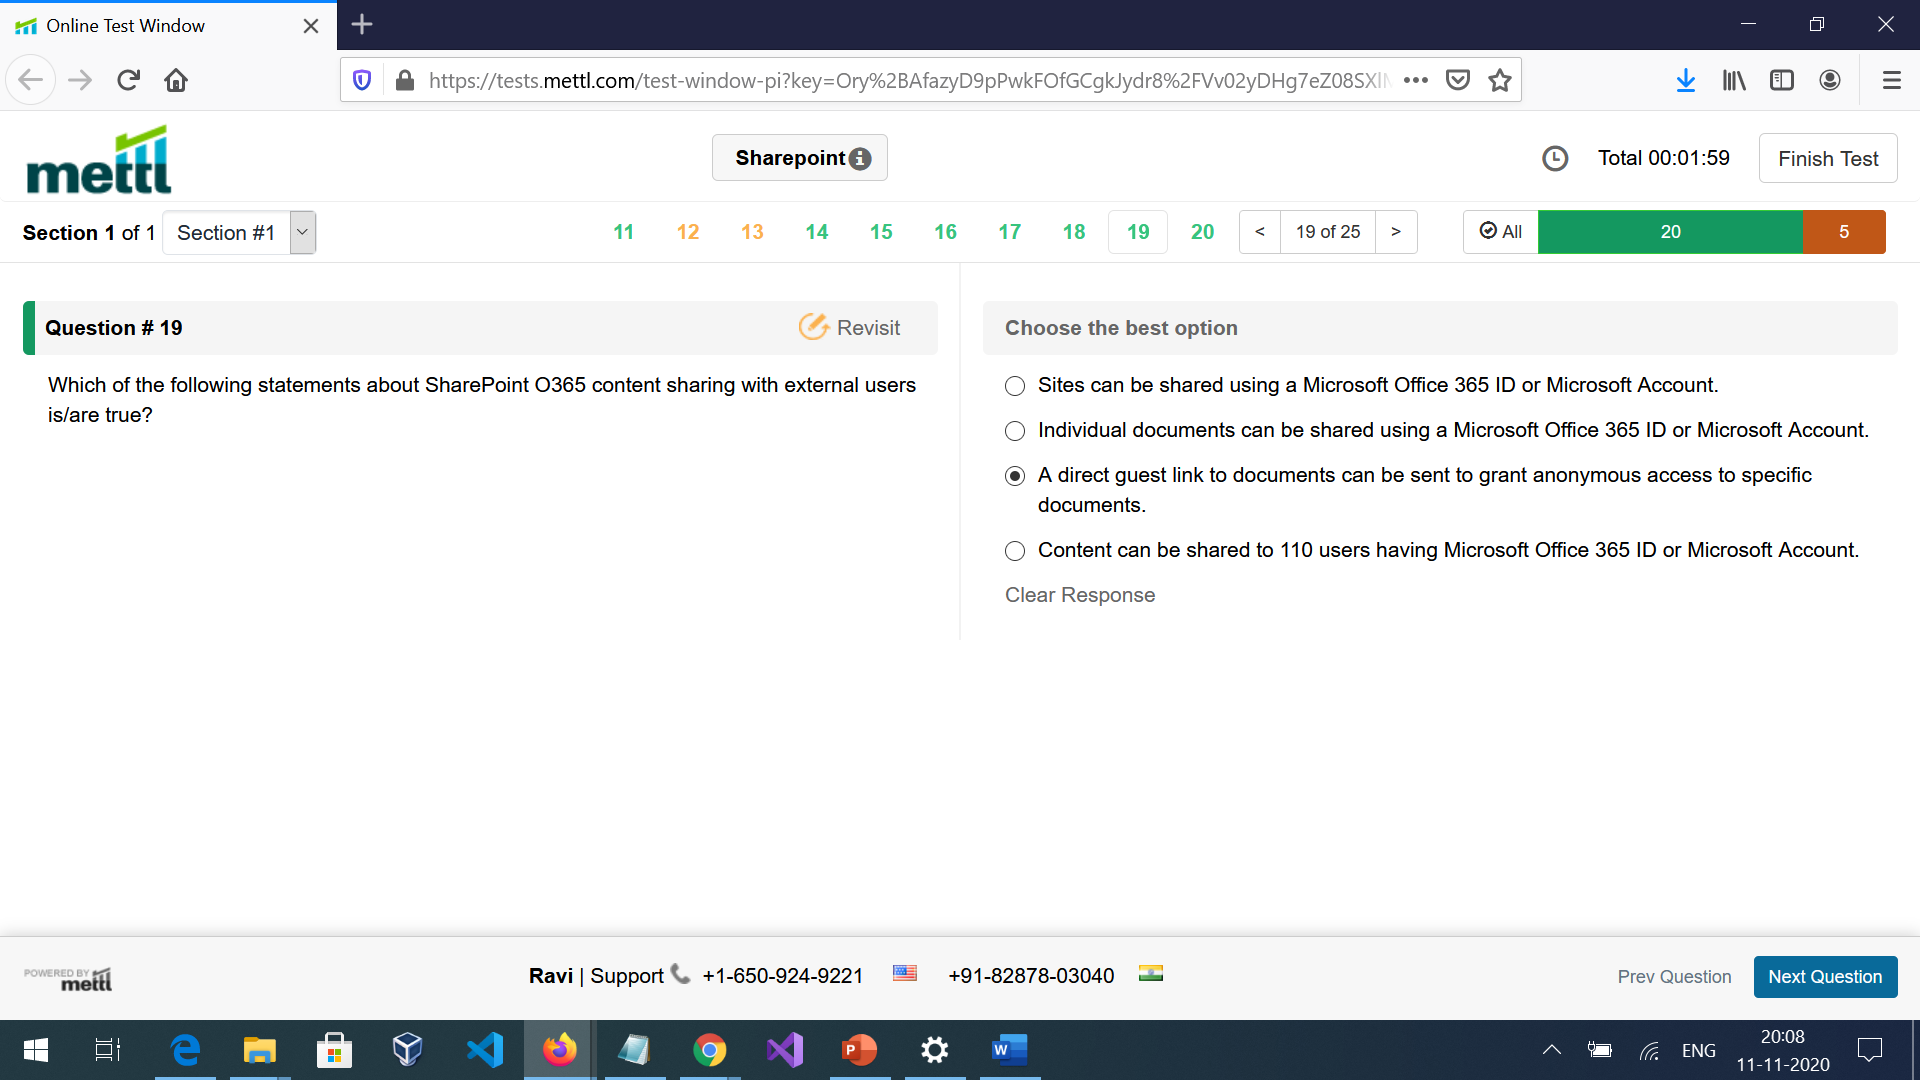 Online Test Window
https://tests.mettl.com/test-window-pi?key=Ory%2BAfazyD9pPwkFOfGCgkJydr8%2FVv02yDHg7eZ08SXlN
mettl
Sharepoint
Total 00:01:59
Finish Test
Section 1 of 1
Section #1
11 12 13 14 15 16 17 18 19 20
< 19 of 25 >
All 20 5
Question # 19
Revisit
Which of the following statements about SharePoint O365 content sharing with external users
is/are true?
Choose the best option
Sites can be shared using a Microsoft Office 365 ID or Microsoft Account.
Individual documents can be shared using a Microsoft Office 365 ID or Microsoft Account.
A direct guest link to documents can be sent to grant anonymous access to specific
documents.
Content can be shared to 110 users having Microsoft Office 365 ID or Microsoft Account.
Clear Response
POWERED BY
mettl
Ravi | Support +1-650-924-9221 +91-82878-03040
Prev Question
Next Question
ENG
20:08
11-11-2020